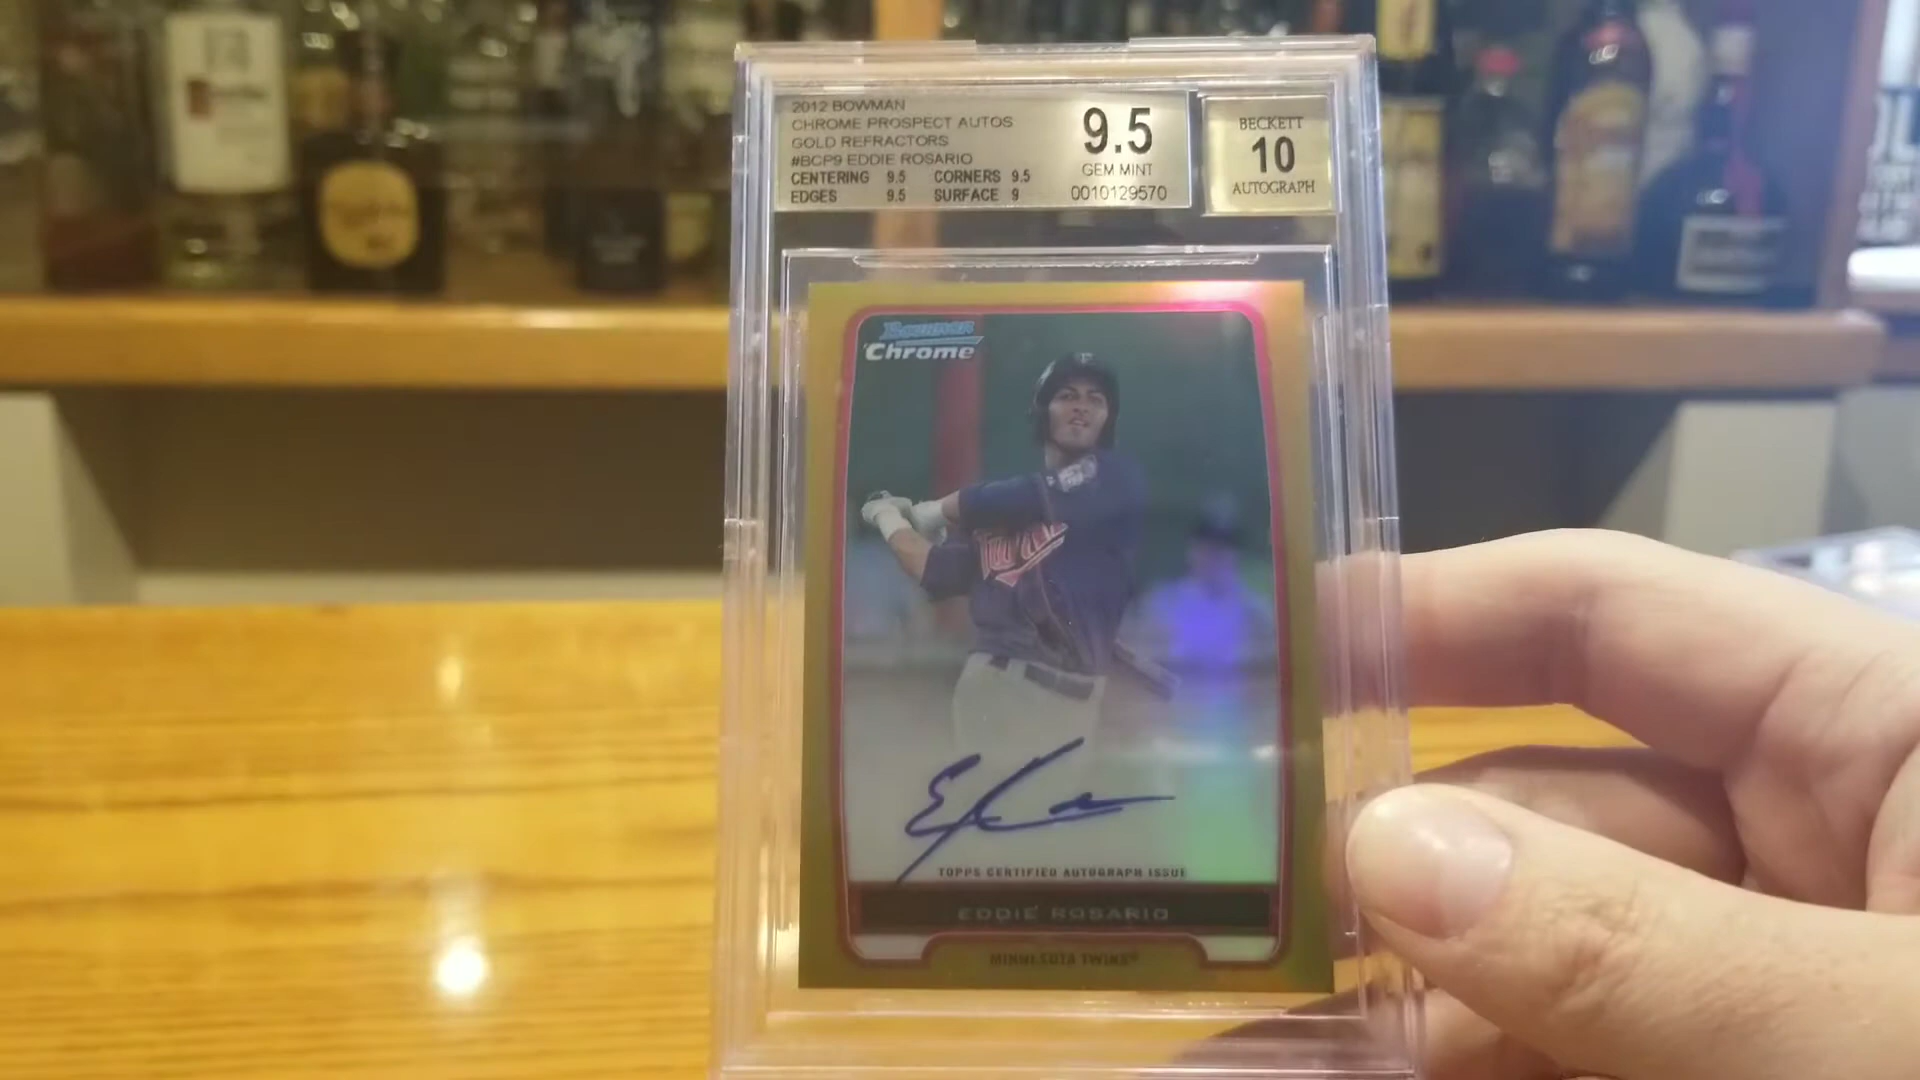 2012 BOWMAN
CHROME PROSPECT AUTOS
GOLD REFRACTORS
#BCP9 EDDIE ROSARIO
CENTERING 9.5 CORNERS 9.5
EDGES 9.5 SURFACE 9
9.5
GEM MINT
0010129570
BECKETT
10
AUTOGRAPH
Bowman
Chrome
Twins
TOPPS CERTIFIED AUTOGRAPH ISSUE
EDDIE ROSARIO
MINNESOTA TWINS®